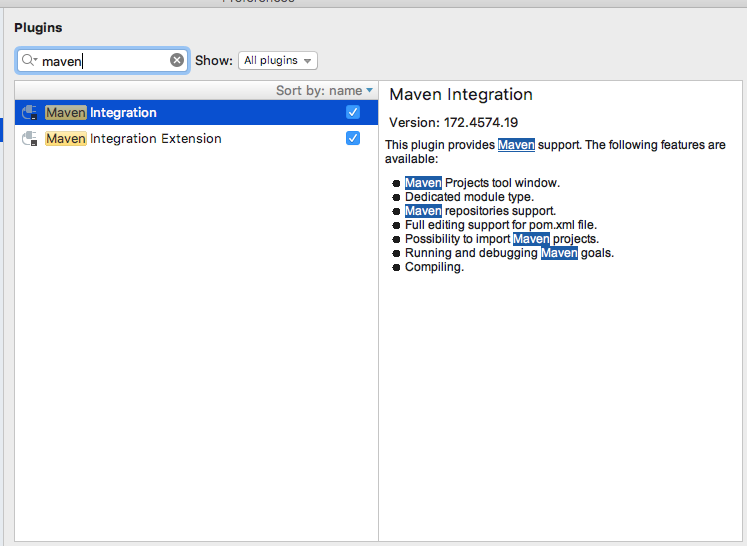 Preferences
Plugins
maven
Show: All plugins
Sort by: name
Maven Integration
Maven Integration Extension
Maven Integration
Version: 172.4574.19
This plugin provides Maven support. The following features are
available:
Maven Projects tool window.
Dedicated module type.
Maven repositories support.
Full editing support for pom.xml file.
Possibility to import Maven projects.
Running and debugging Maven goals.
Compiling.